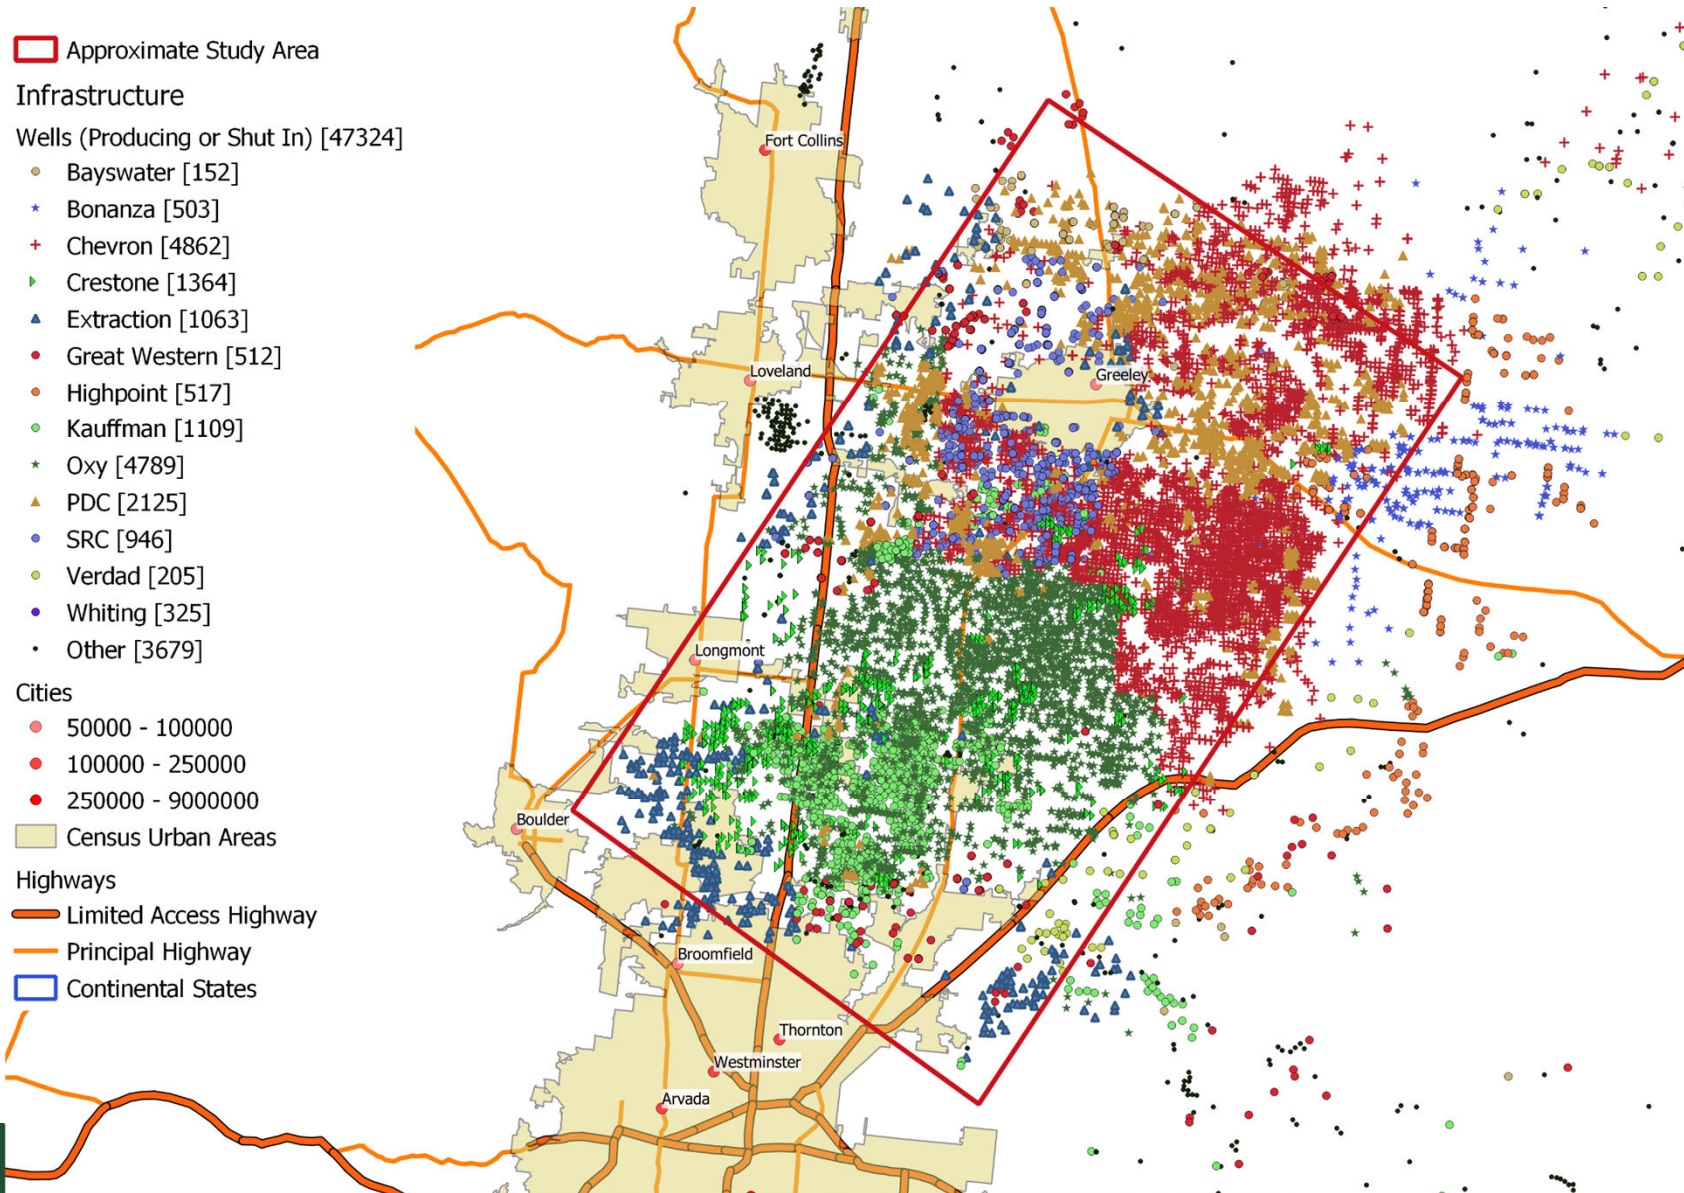 Approximate Study Area
Infrastructure
Wells (Producing or Shut In) [47324]
Bayswater [152]
Bonanza [503]
Chevron [4862]
Crestone [1364]
Extraction [1063]
Great Western [512]
Highpoint [517]
Kauffman [1109]
Oxy [4789]
PDC [2125]
SRC [946]
Verdad [205]
Whiting [325]
Other [3679]
Cities
50000 - 100000
100000 - 250000
250000 - 9000000
Census Urban Areas
Highways
Limited Access Highway
Principal Highway
Continental States
Fort Collins
Loveland
Greeley
Longmont
Boulder
Broomfield
Thornton
Westminster
Arvada